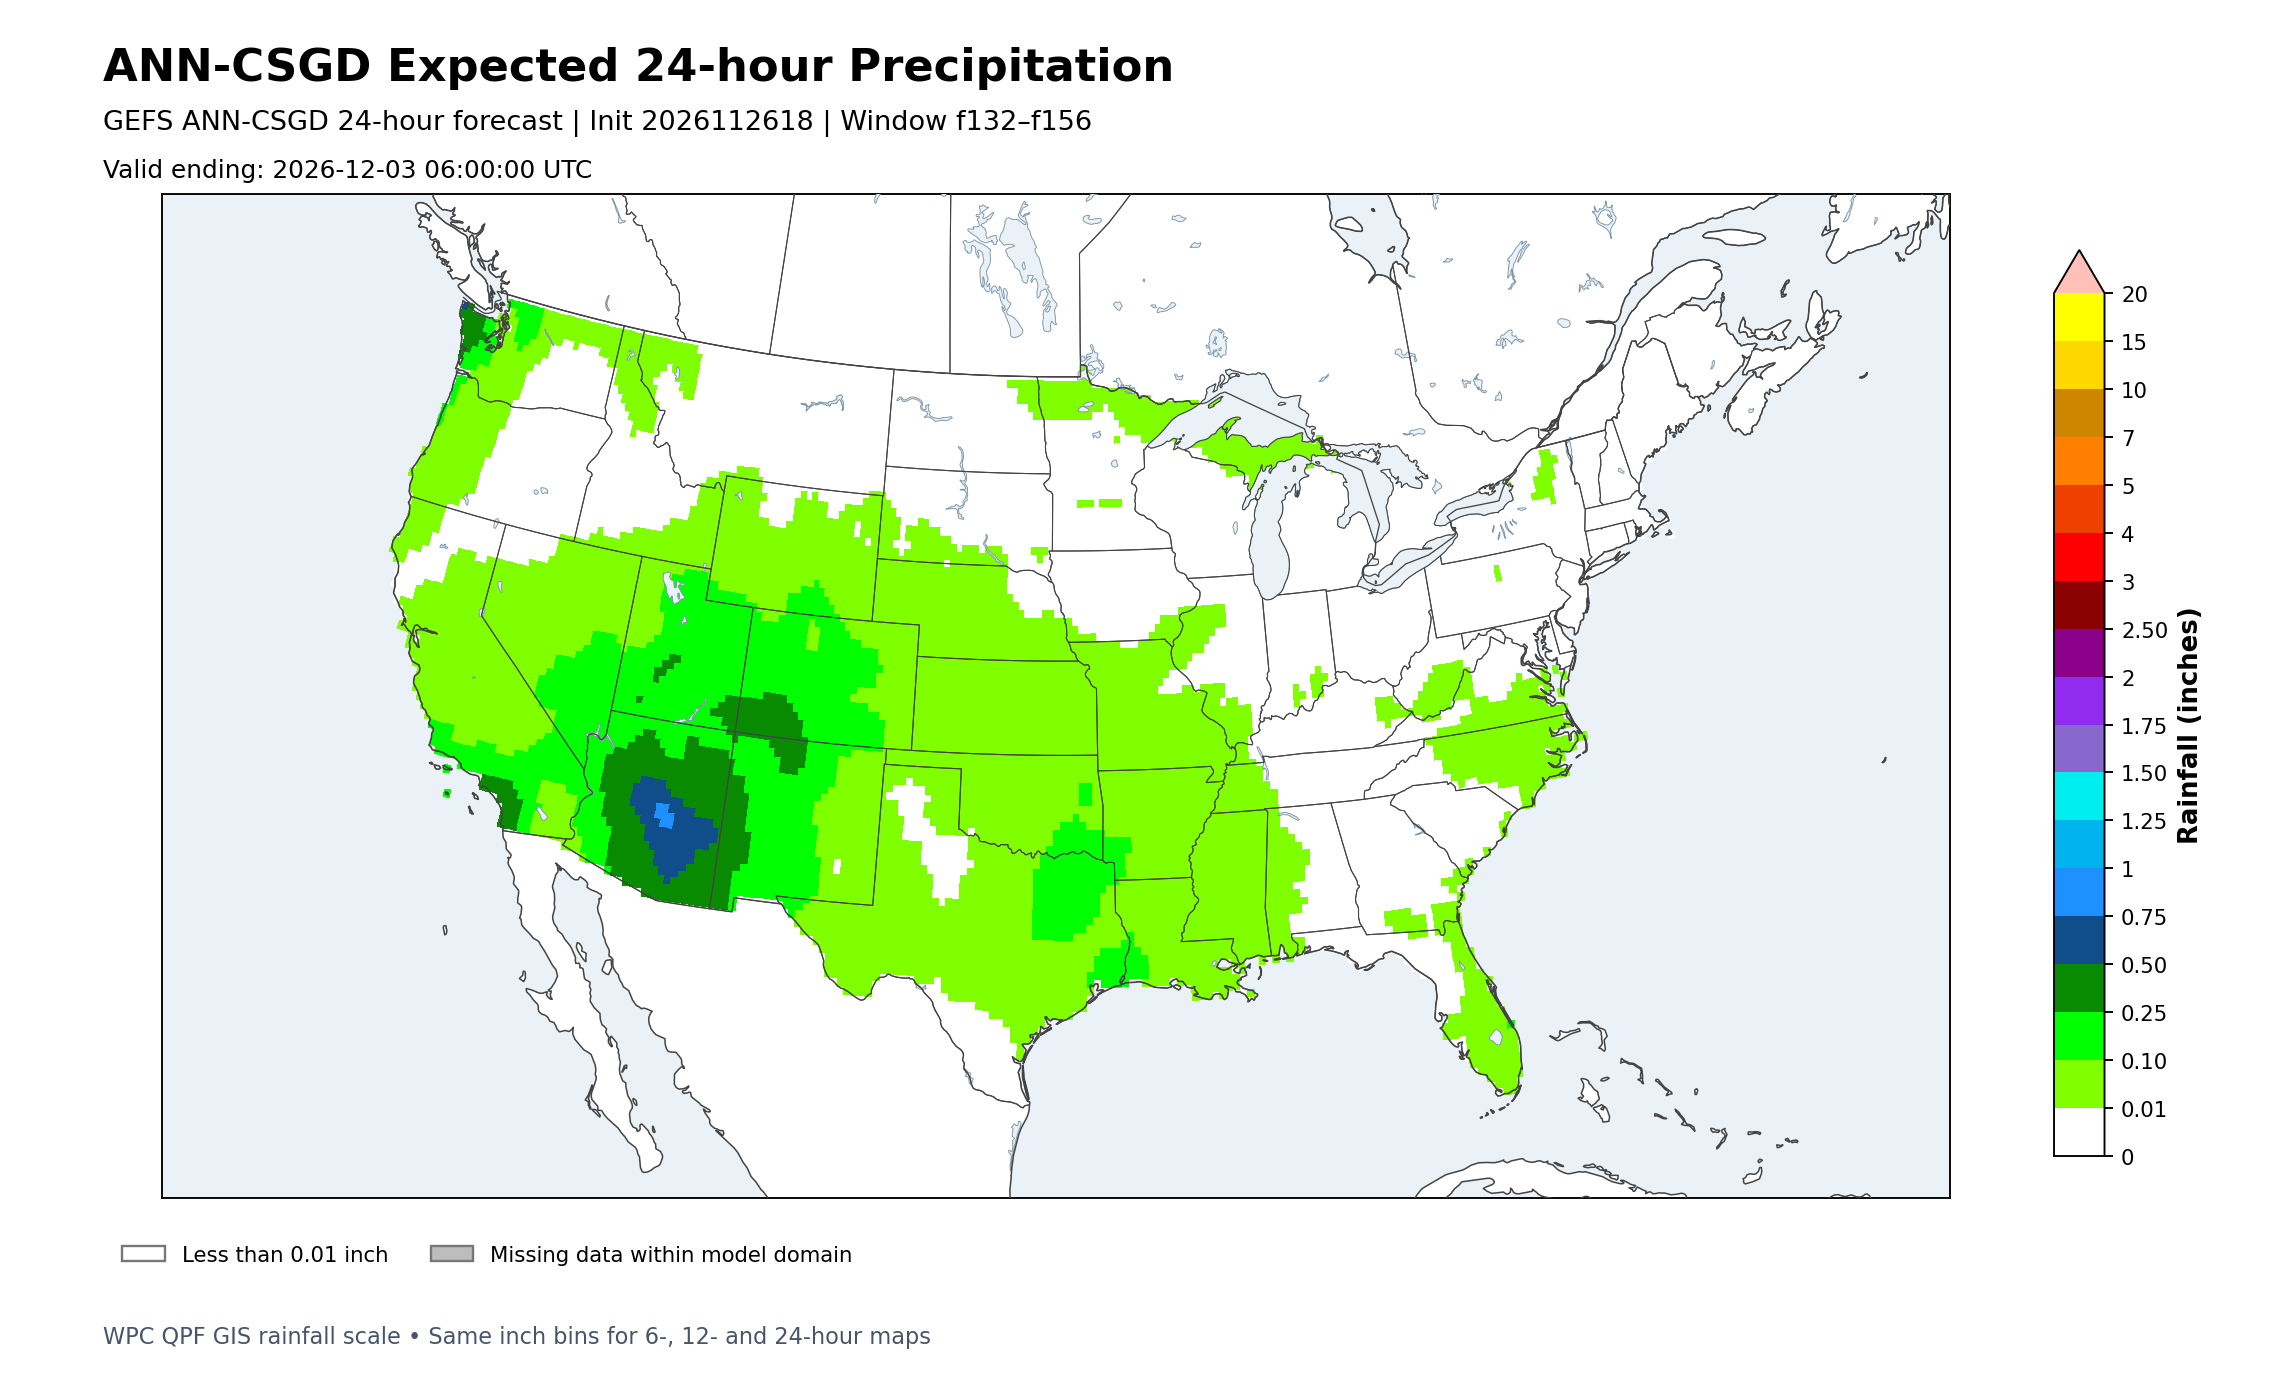 ANN-CSGD Expected 24-hour Precipitation
GEFS ANN-CSGD 24-hour forecast | Init 2026112618 | Window f132–f156
Valid ending: 2026-12-03 06:00:00 UTC
20
15
10
7
5
4
3
2.50
2
1.75
1.50
1.25
1
0.75
0.50
0.25
0.10
0.01
0
Rainfall (inches)
Less than 0.01 inch
Missing data within model domain
WPC QPF GIS rainfall scale • Same inch bins for 6-, 12- and 24-hour maps